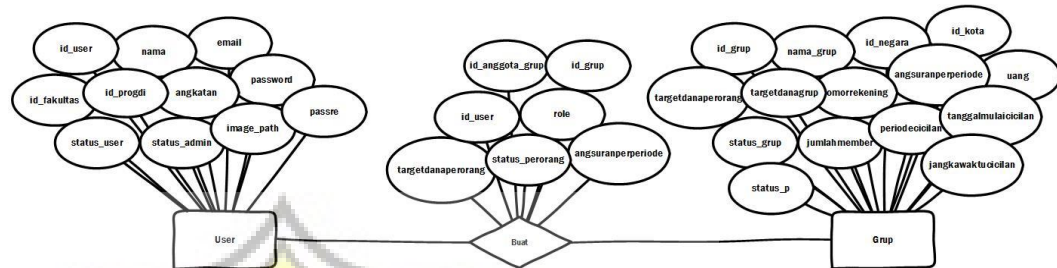 id_user
nama
email
id_fakultas
id_progdi
angkatan
password
passre
status_user
status_admin
image_path
User
id_anggota_grup
id_grup
id_user
role
targetdanaperorang
status_perorang
angsuranperperiode
Buat
id_grup
nama_grup
id_negara
id_kota
targetdanaperorang
targetdanagrup
omorrekening
angsuranperperiode
uang
tanggalmulaicicilan
status_grup
jumlahmember
periodecicilan
jangkawaktucicilan
status_p
Grup